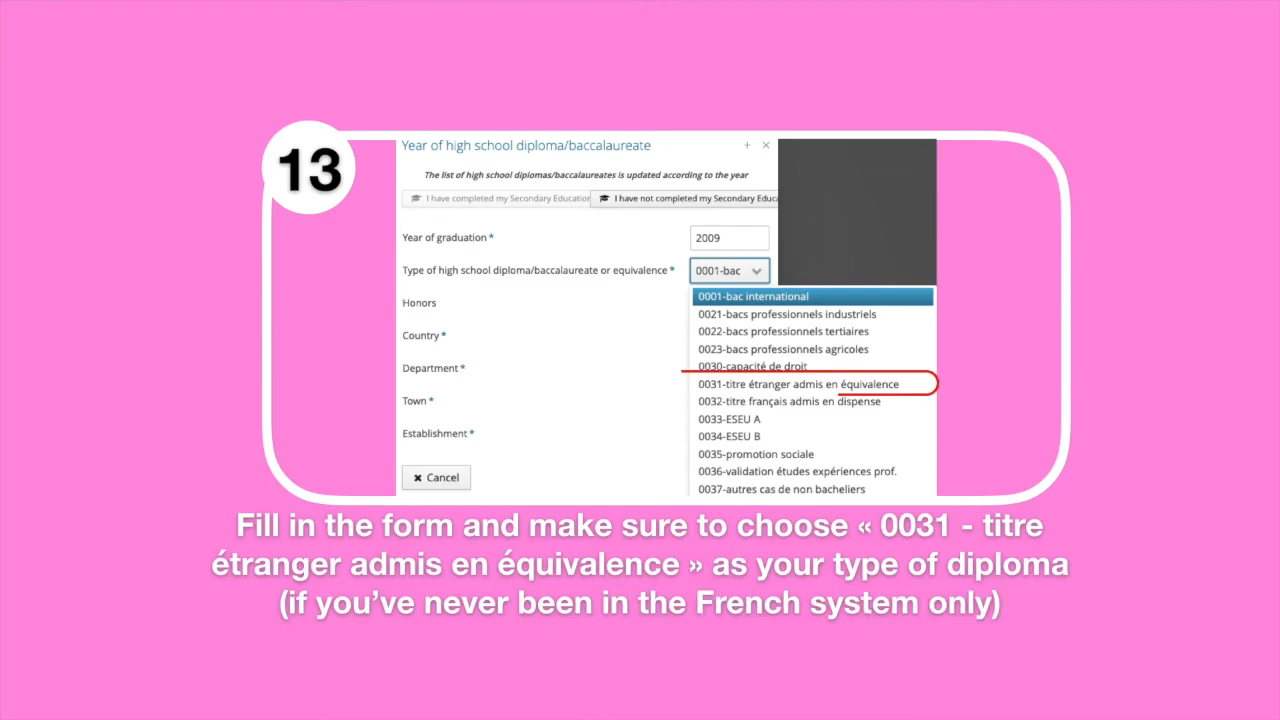 13
Year of high school diploma/baccalaureate
The list of high school diplomas/baccalaureates is updated according to the year
I have completed my Secondary Education
I have not completed my Secondary Educa
Year of graduation *
2009
Type of high school diploma/baccalaureate or equivalence *
0001-bac
Honors
Country *
Department *
Town *
Establishment *
Cancel
0001-bac international
0021-bacs professionnels industriels
0022-bacs professionnels tertiaires
0023-bacs professionnels agricoles
0030-capacité de droit
0031-titre étranger admis en équivalence
0032-titre français admis en dispense
0033-ESEU A
0034-ESEU B
0035-promotion sociale
0036-validation études expériences prof.
0037-autres cas de non bacheliers
Fill in the form and make sure to choose « 0031 - titre
étranger admis en équivalence » as your type of diploma
(if you’ve never been in the French system only)